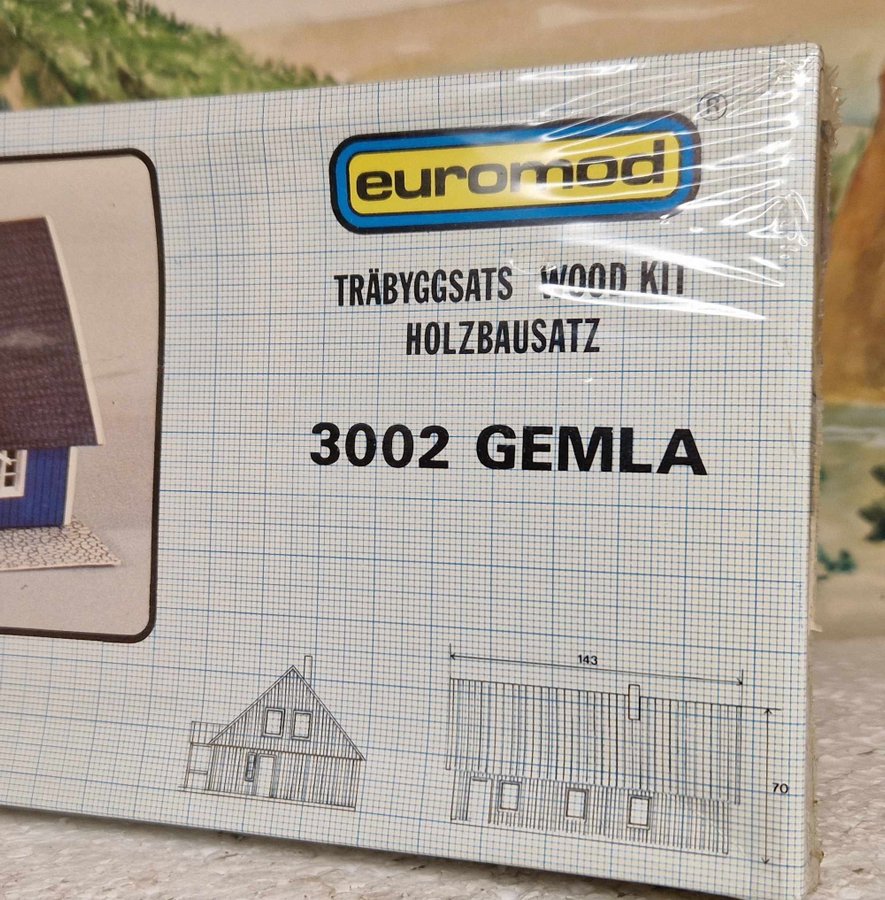 euromod ®
TRÄBYGGSATS WOOD KIT
HOLZBAUSATZ
3002 GEMLA
143
70